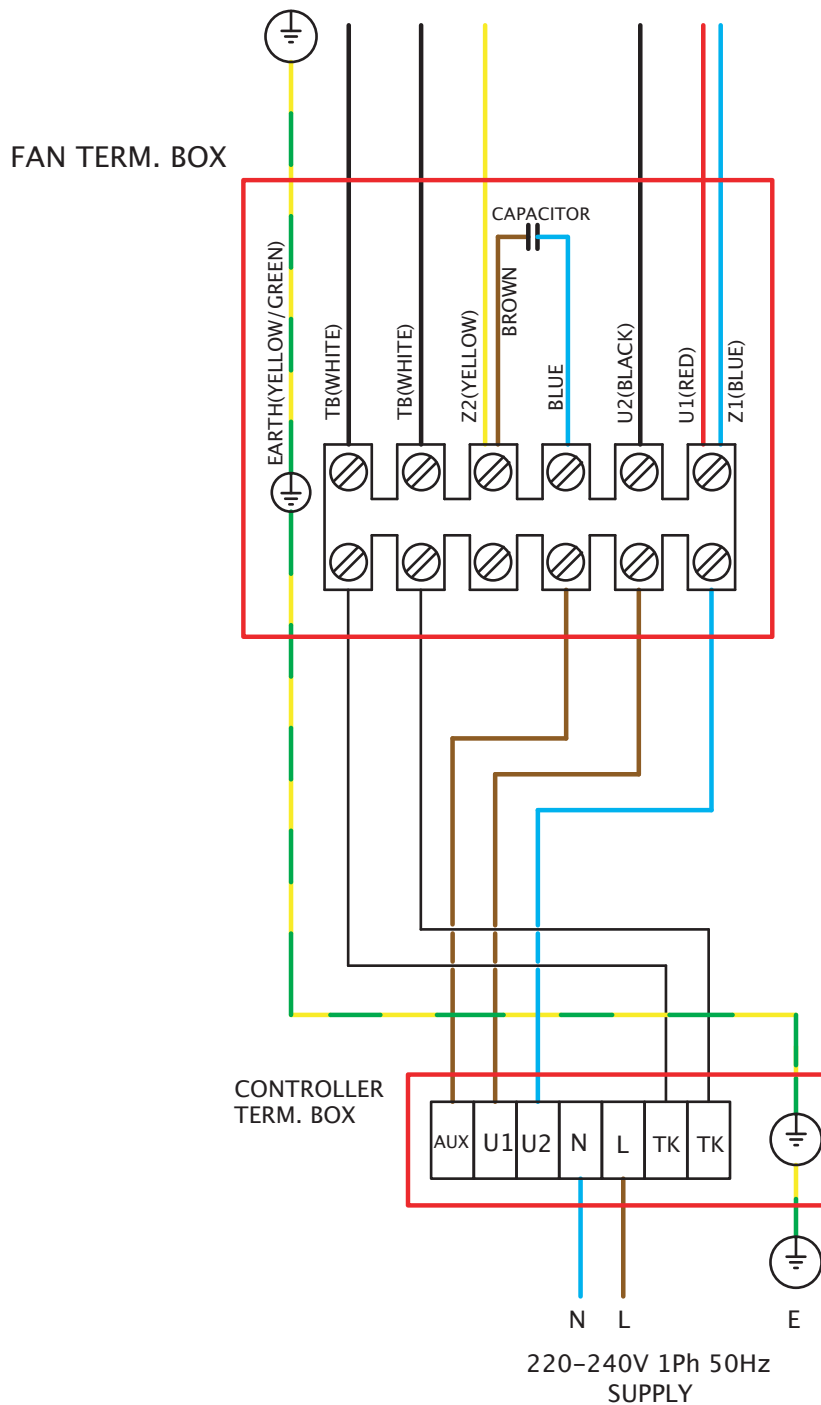 FAN TERM. BOX
CAPACITOR
EARTH(YELLOW/GREEN)
TB(WHITE)
TB(WHITE)
Z2(YELLOW)
BROWN
BLUE
U2(BLACK)
U1(RED)
Z1(BLUE)
CONTROLLER
TERM. BOX
AUX U1 U2 N L TK TK
N L E
220-240V 1Ph 50Hz
SUPPLY